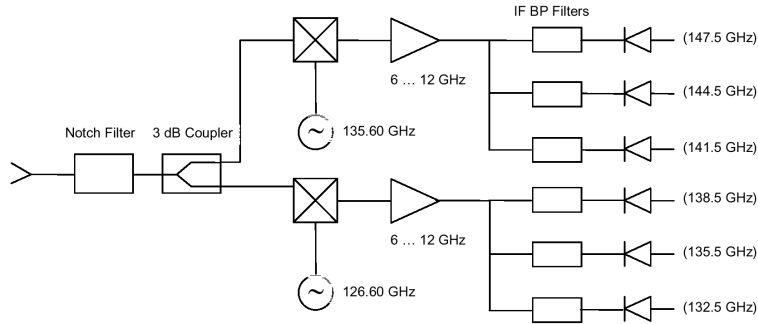 IF BP Filters
(147.5 GHz)
6 ... 12 GHz
(144.5 GHz)
Notch Filter
3 dB Coupler
135.60 GHz
(141.5 GHz)
(138.5 GHz)
6 ... 12 GHz
(135.5 GHz)
126.60 GHz
(132.5 GHz)